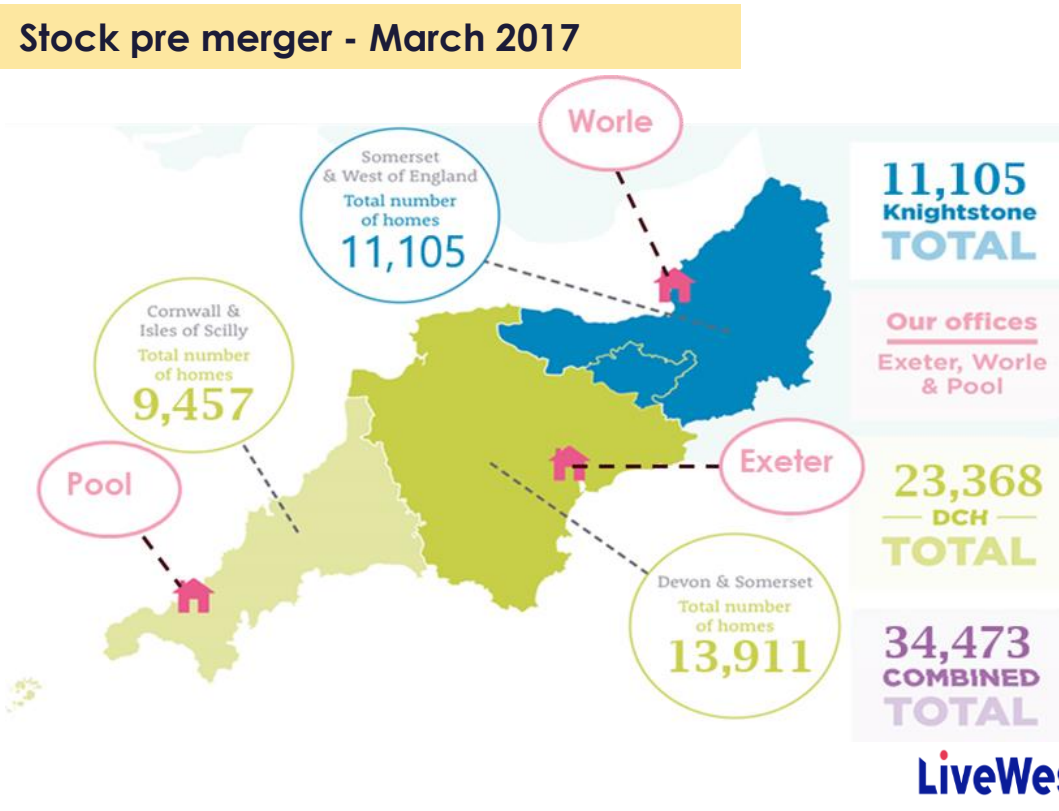 Stock pre merger - March 2017
Worle
Somerset
& West of England
Total number
of homes
11,105
Cornwall &
Isles of Scilly
Total number
of homes
9,457
Pool
Exeter
Devon & Somerset
Total number
of homes
13,911
11,105
Knightstone
TOTAL
Our offices
Exeter, Worle
& Pool
23,368
DCH
TOTAL
34,473
COMBINED
TOTAL
LiveWes